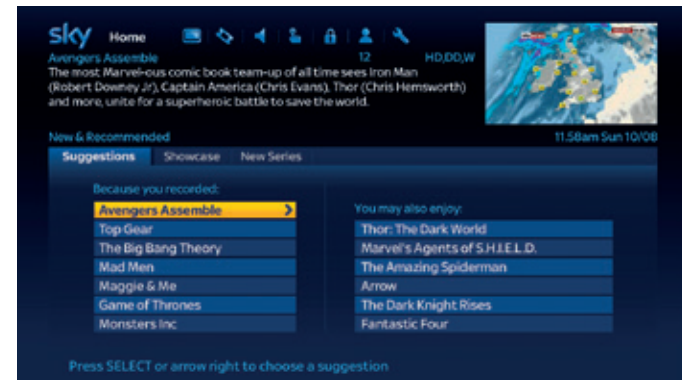 sky Home
Avengers Assemble 12 HD,DD,W
The most Marvel-ous comic book team-up of all time sees Iron Man
(Robert Downey Jr), Captain America (Chris Evans), Thor (Chris Hemsworth)
and more, unite for a superheroic battle to save the world.
New & Recommended 11.58am Sun 10/08
Suggestions Showcase New Series
Because you recorded:
Avengers Assemble
Top Gear
The Big Bang Theory
Mad Men
Maggie & Me
Game of Thrones
Monsters Inc
You may also enjoy:
Thor: The Dark World
Marvel's Agents of S.H.I.E.L.D.
The Amazing Spiderman
Arrow
The Dark Knight Rises
Fantastic Four
Press SELECT or arrow right to choose a suggestion